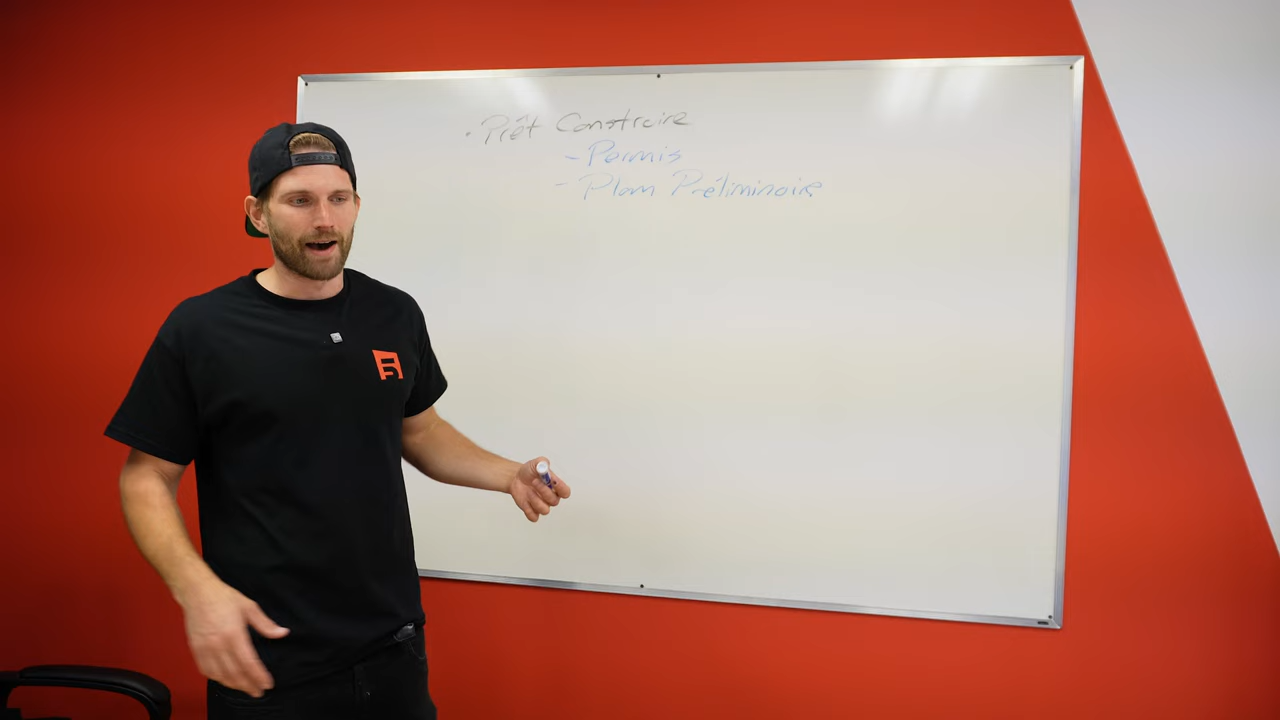 · Prêt Construire
- Permis
- Plan Préliminaire